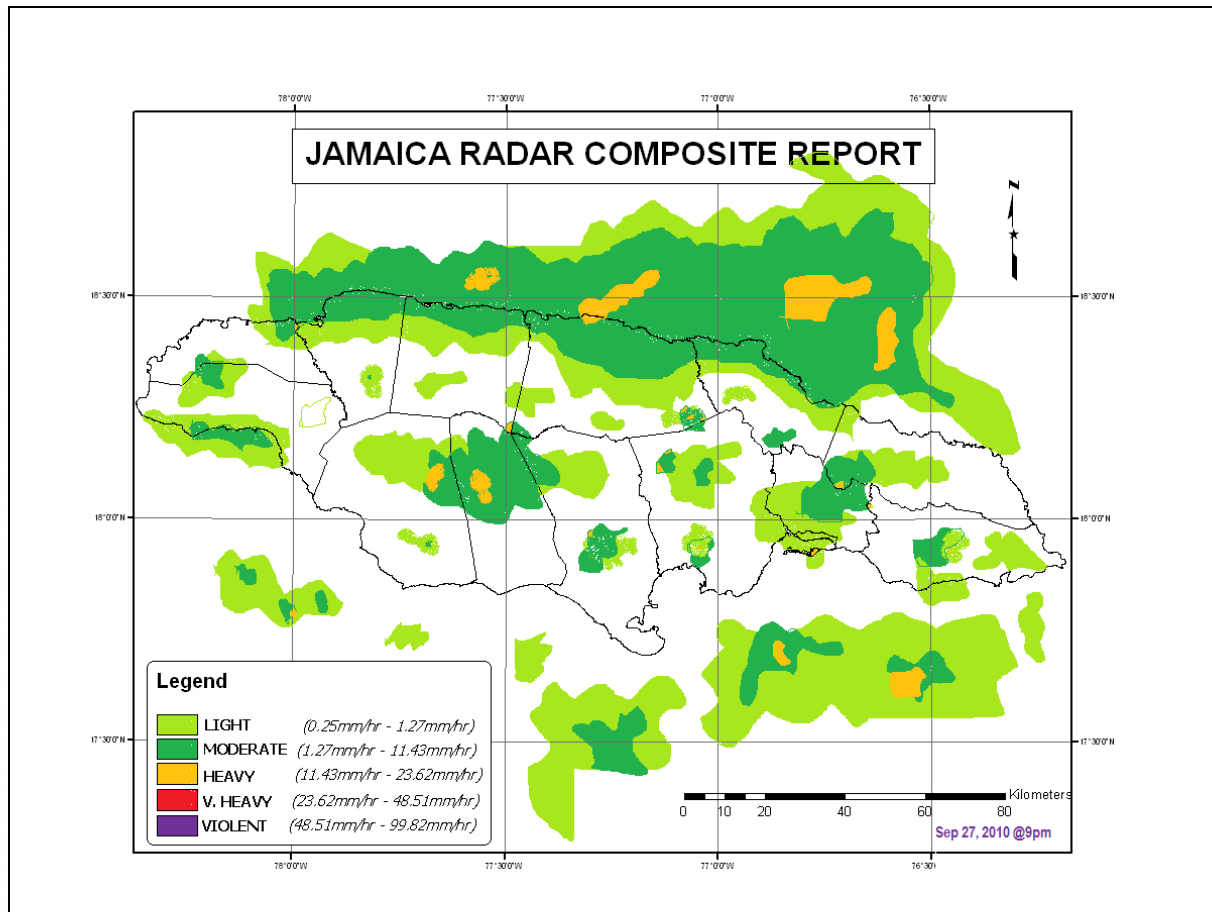 78°0'0"W 77°30'0"W 77°0'0"W 76°30'0"W
JAMAICA RADAR COMPOSITE REPORT
N
18°30'0"N 18°30'0"N
18°0'0"N 18°0'0"N
Legend
LIGHT (0.25mm/hr - 1.27mm/hr)
MODERATE (1.27mm/hr - 11.43mm/hr)
HEAVY (11.43mm/hr - 23.62mm/hr)
V. HEAVY (23.62mm/hr - 48.51mm/hr)
VIOLENT (48.51mm/hr - 99.82mm/hr)
17°30'0"N 17°30'0"N
Kilometers
0 10 20 40 60 80
Sep 27, 2010 @9pm
78°0'0"W 77°30'0"W 77°0'0"W 76°30'0"W